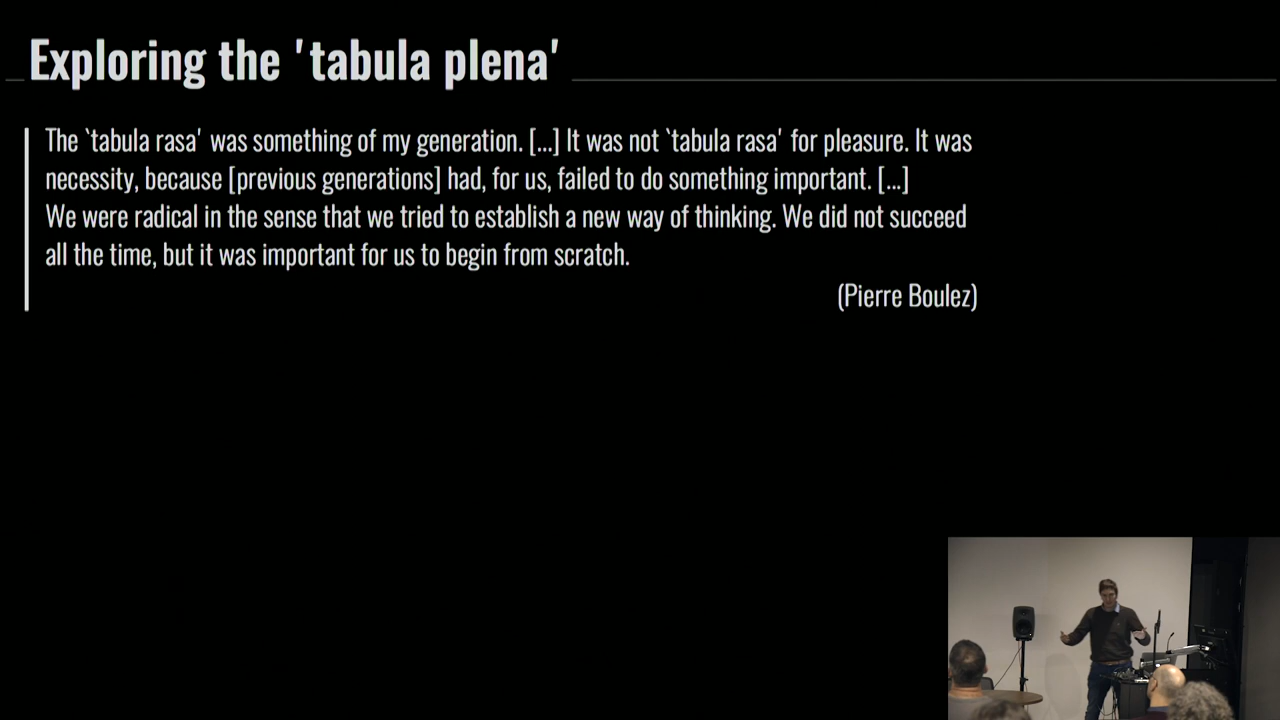 Exploring the 'tabula plena'
The `tabula rasa' was something of my generation. [...] It was not `tabula rasa' for pleasure. It was
necessity, because [previous generations] had, for us, failed to do something important. [...]
We were radical in the sense that we tried to establish a new way of thinking. We did not succeed
all the time, but it was important for us to begin from scratch.
(Pierre Boulez)